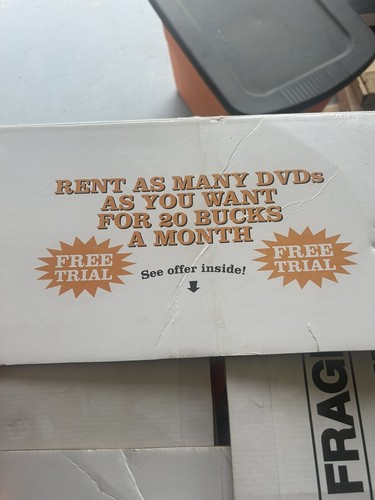 RENT AS MANY DVDs
AS YOU WANT
FOR 20 BUCKS
A MONTH
FREE
TRIAL
See offer inside!
FREE
TRIAL
FRAG